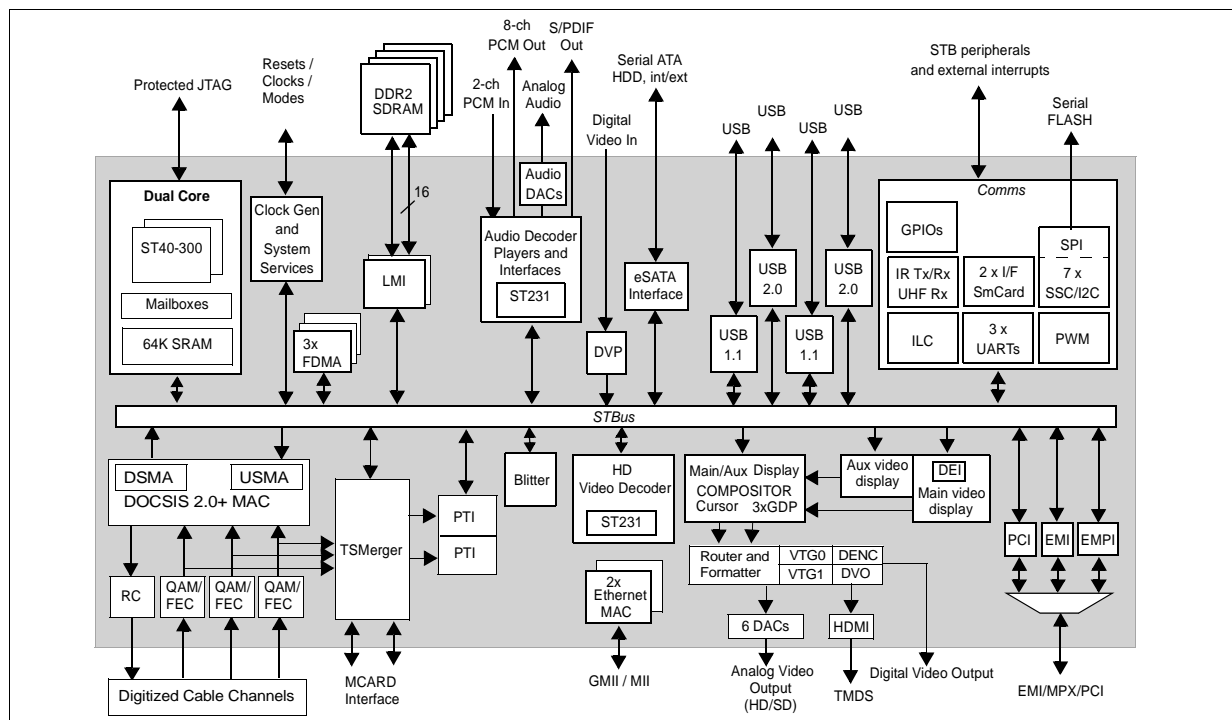 8-ch
PCM Out
S/PDIF
Out
Resets /
Clocks /
Modes
Protected JTAG
DDR2
SDRAM
2-ch
PCM In
Analog
Audio
Serial ATA
HDD, int/ext
Digital
Video In
USB
USB
USB
USB
STB peripherals
and external interrupts
Serial
FLASH
Dual Core
ST40-300
Mailboxes
64K SRAM
Clock Gen
and
System
Services
3x
FDMA
16
LMI
Audio
DACs
Audio Decoder
Players and
Interfaces
ST231
DVP
eSATA
Interface
USB
1.1
USB
2.0
USB
1.1
USB
2.0
Comms
GPIOs
SPI
IR Tx/Rx
UHF Rx
2 x I/F
SmCard
7 x
SSC/I2C
ILC
3 x
UARTs
PWM
STBus
DSMA
USMA
DOCSIS 2.0+ MAC
RC
QAM/
FEC
QAM/
FEC
QAM/
FEC
Digitized Cable Channels
TSMerger
MCARD
Interface
PTI
PTI
Blitter
HD
Video Decoder
ST231
2x
Ethernet
MAC
GMII / MII
Main/Aux Display
COMPOSITOR
Cursor 3xGDP
Aux video
display
DEI
Main video
display
Router and
Formatter
VTG0
DENC
VTG1
DVO
6 DACs
HDMI
Analog Video
Output
(HD/SD)
TMDS
Digital Video Output
PCI
EMI
EMPI
EMI/MPX/PCI